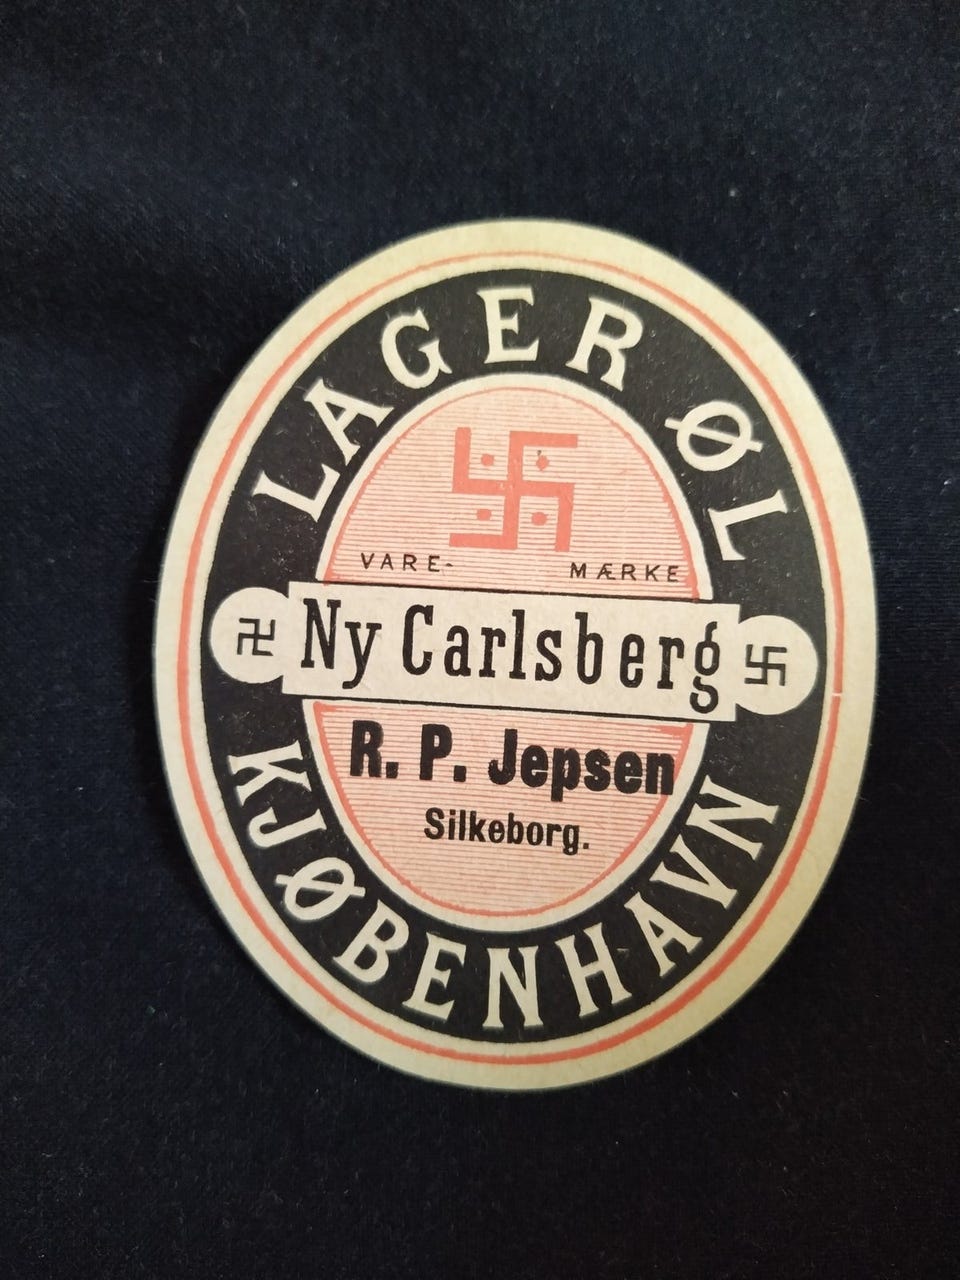 LAGER ØL
VARE- MÆRKE
Ny Carlsberg
R. P. Jepsen
Silkeborg.
KJØBENHAVN